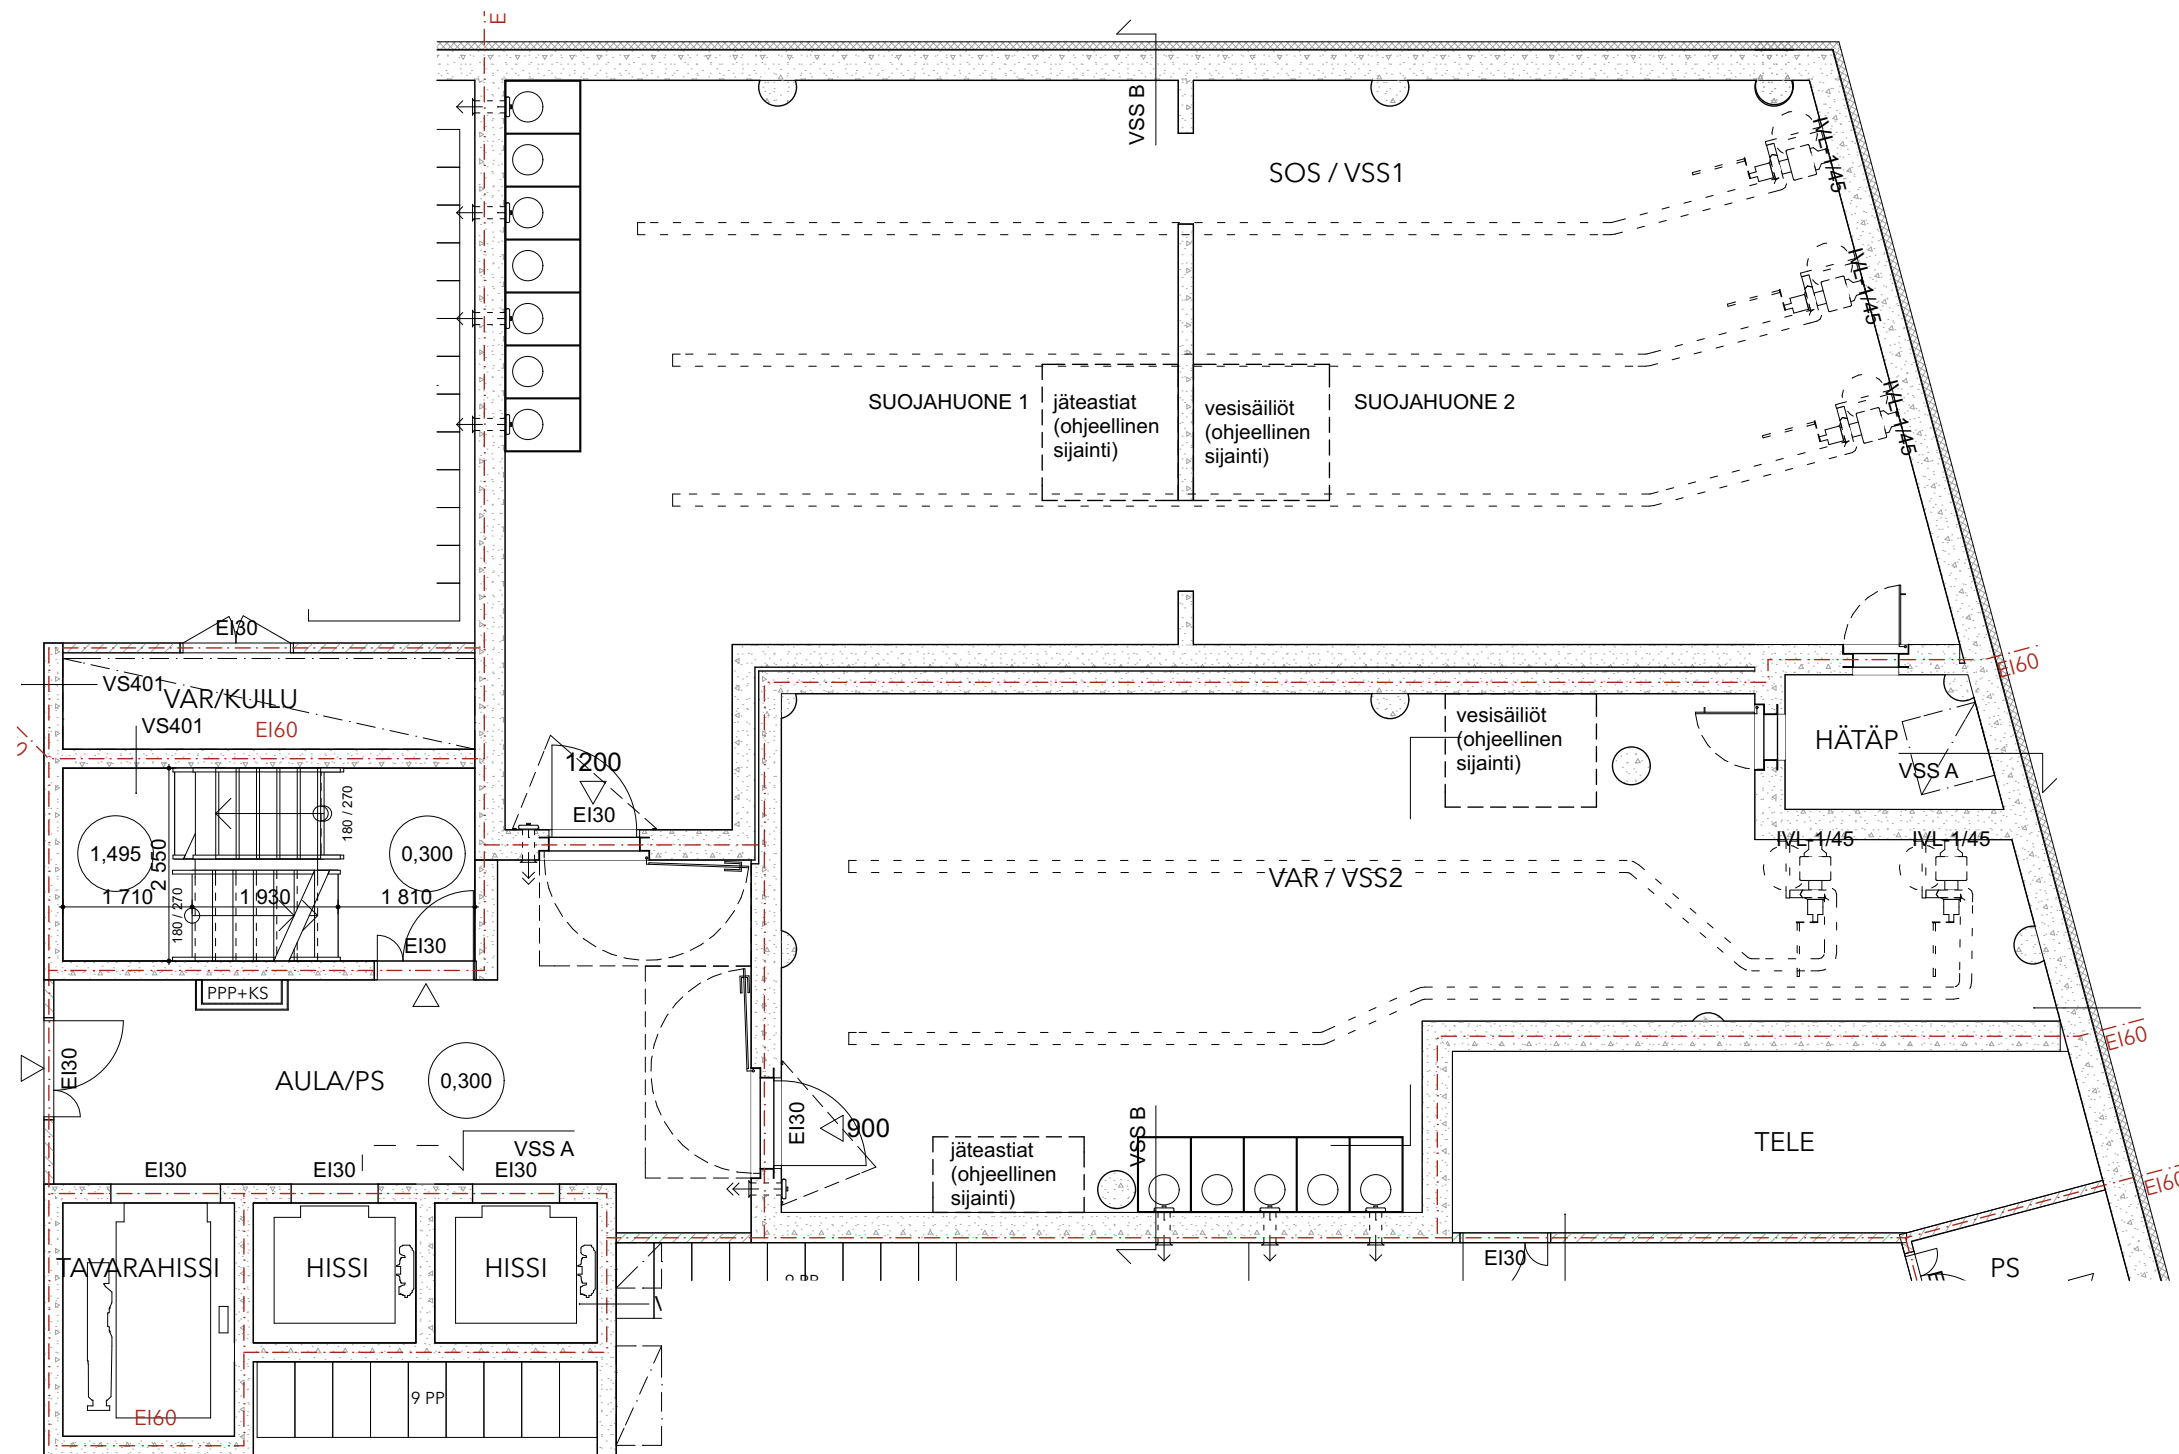 E
VSS B
SOS / VSS1
IVL-1/45
IVL-1/45
IVL-1/45
SUOJAHUONE 1
jäteastiat
(ohjeellinen
sijainti)
vesisäiliöt
(ohjeellinen
sijainti)
SUOJAHUONE 2
EI30
VS401
VAR/KUILU
VS401
EI60
EI60
vesisäiliöt
(ohjeellinen
sijainti)
HÄTÄP
VSS A
1200
EI30
180 / 270
1,495
2 550
0,300
1 710
180 / 270
1 930
1 810
EI30
IVL-1/45
IVL-1/45
VAR / VSS2
PPP+KS
EI30
AULA/PS
0,300
EI60
EI30
900
VSS B
VSS A
jäteastiat
(ohjeellinen
sijainti)
TELE
EI30
EI30
EI30
EI60
TAVARAHISSI
HISSI
HISSI
EI30
PS
9 PP
9 PP
EI60